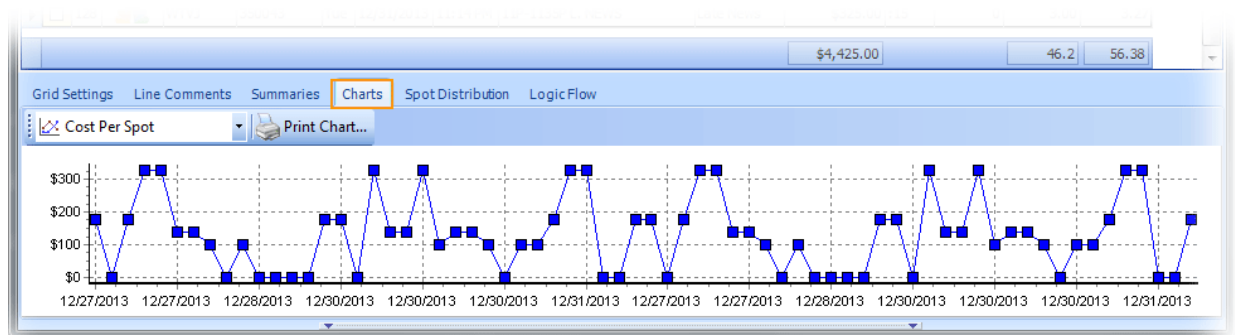 $4,425.00 46.2 56.38
Grid Settings Line Comments Summaries Charts Spot Distribution Logic Flow
Cost Per Spot Print Chart...
$300
$200
$100
$0
12/27/2013 12/27/2013 12/28/2013 12/30/2013 12/30/2013 12/30/2013 12/31/2013 12/27/2013 12/27/2013 12/28/2013 12/30/2013 12/30/2013 12/30/2013 12/31/2013